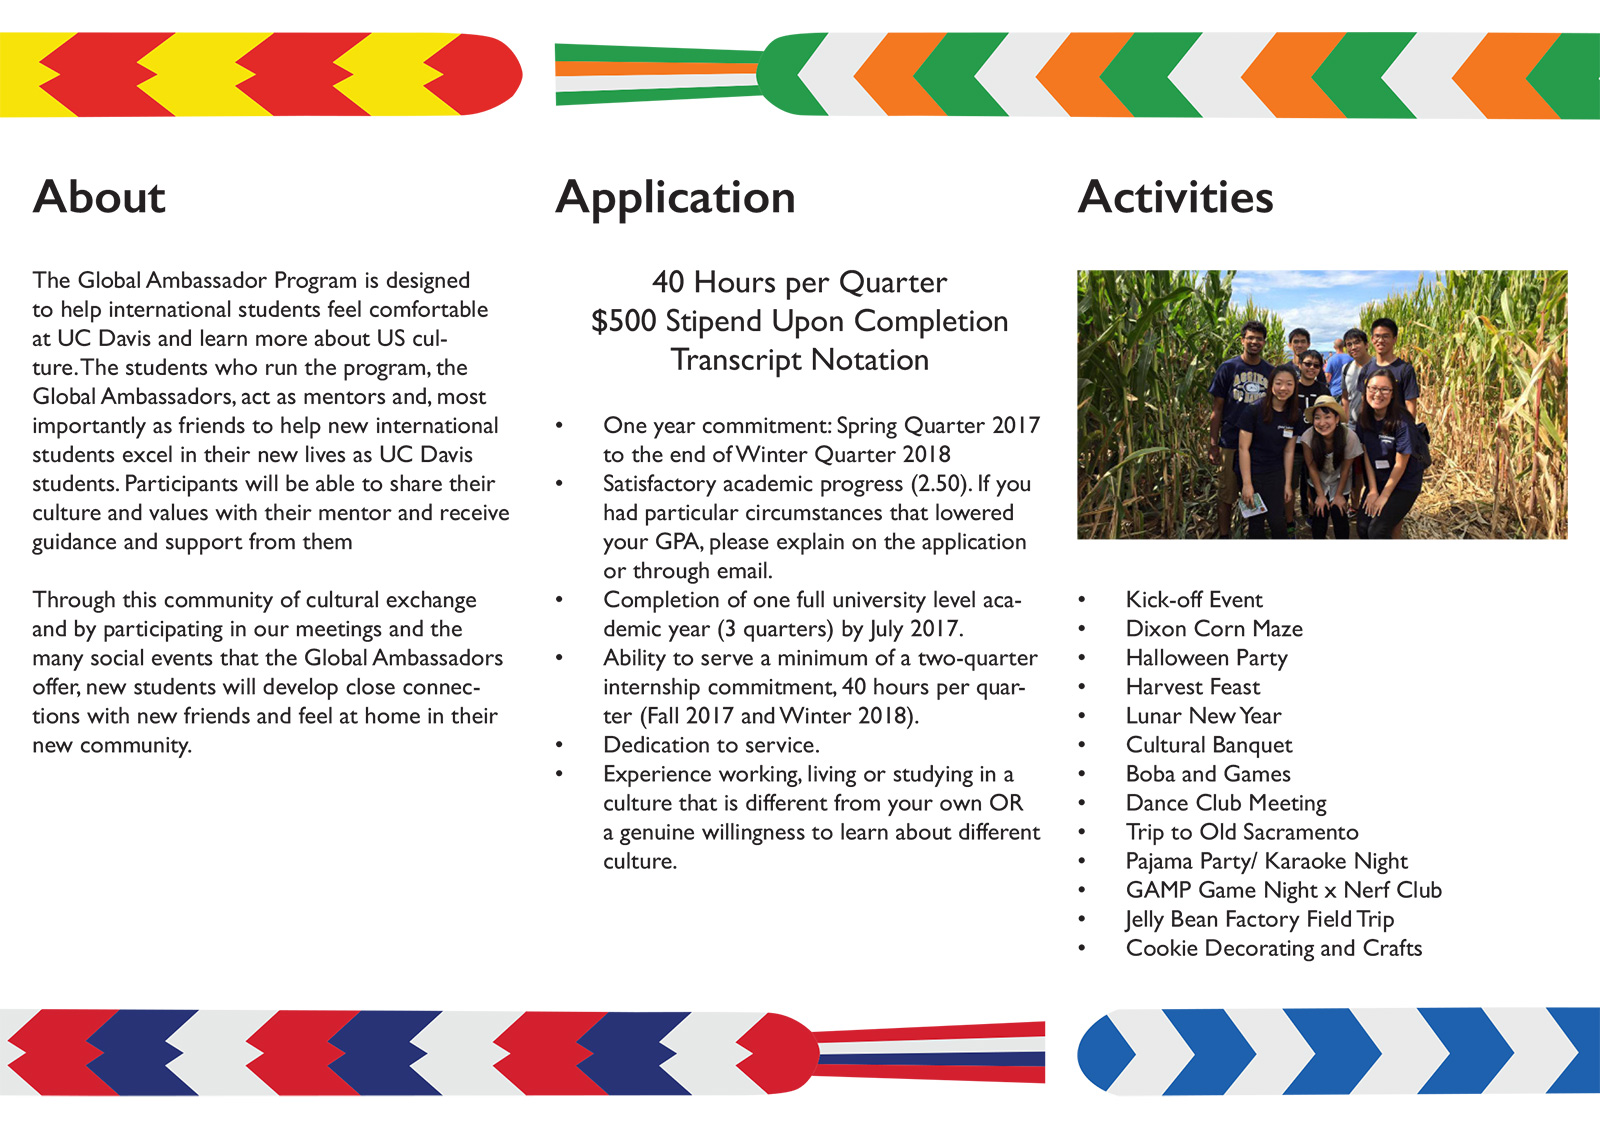 About
The Global Ambassador Program is designed
to help international students feel comfortable
at UC Davis and learn more about US cul-
ture. The students who run the program, the
Global Ambassadors, act as mentors and, most
importantly as friends to help new international
students excel in their new lives as UC Davis
students. Participants will be able to share their
culture and values with their mentor and receive
guidance and support from them
Through this community of cultural exchange
and by participating in our meetings and the
many social events that the Global Ambassadors
offer, new students will develop close connec-
tions with new friends and feel at home in their
new community.
Application
40 Hours per Quarter
$500 Stipend Upon Completion
Transcript Notation
• One year commitment: Spring Quarter 2017
to the end of Winter Quarter 2018
• Satisfactory academic progress (2.50). If you
had particular circumstances that lowered
your GPA, please explain on the application
or through email.
• Completion of one full university level aca-
demic year (3 quarters) by July 2017.
• Ability to serve a minimum of a two-quarter
internship commitment, 40 hours per quar-
ter (Fall 2017 and Winter 2018).
• Dedication to service.
• Experience working, living or studying in a
culture that is different from your own OR
a genuine willingness to learn about different
culture.
Activities
AGGIES
• Kick-off Event
• Dixon Corn Maze
• Halloween Party
• Harvest Feast
• Lunar New Year
• Cultural Banquet
• Boba and Games
• Dance Club Meeting
• Trip to Old Sacramento
• Pajama Party/ Karaoke Night
• GAMP Game Night x Nerf Club
• Jelly Bean Factory Field Trip
• Cookie Decorating and Crafts